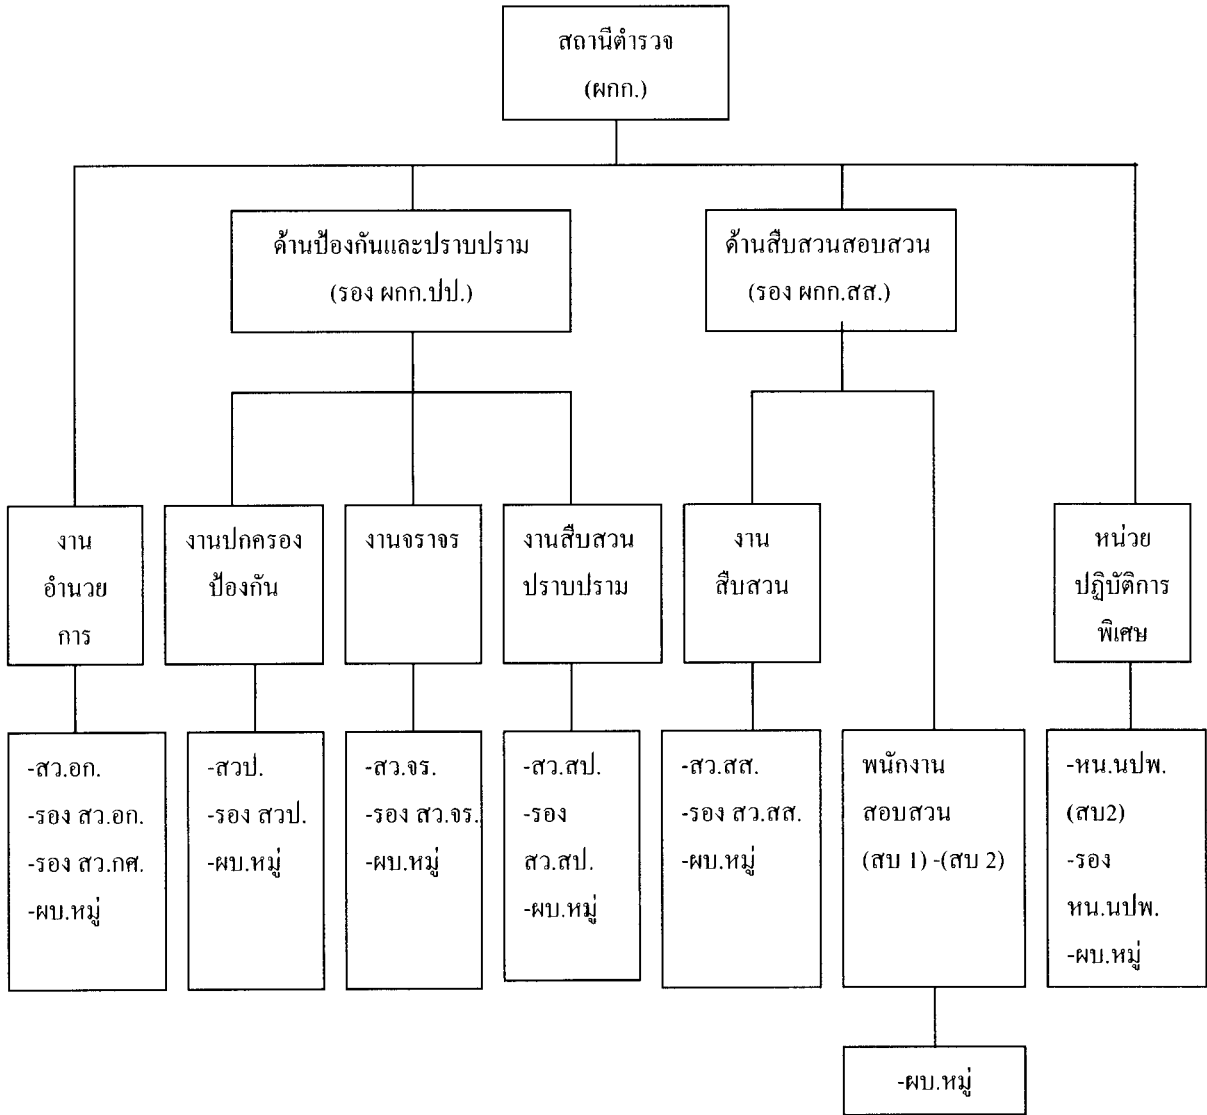 สถานีตำรวจ
(ผกก.)
ด้านป้องกันและปราบปราม
(รอง ผกก.ปป.)
ด้านสืบสวนสอบสวน
(รอง ผกก.สส.)
งาน
อำนวย
การ
งานปกครอง
ป้องกัน
งานจราจร
งานสืบสวน
ปราบปราม
งาน
สืบสวน
หน่วย
ปฏิบัติการ
พิเศษ
-สว.อก.
-รอง สว.อก.
-รอง สว.กศ.
-ผบ.หมู่
-สวป.
-รอง สวป.
-ผบ.หมู่
-สว.จร.
-รอง สว.จร.
-ผบ.หมู่
-สว.สป.
-รอง
สว.สป.
-ผบ.หมู่
-สว.สส.
-รอง สว.สส.
-ผบ.หมู่
พนักงาน
สอบสวน
(สบ 1) -(สบ 2)
-หน.นปพ.
(สบ2)
-รอง
หน.นปพ.
-ผบ.หมู่
-ผบ.หมู่